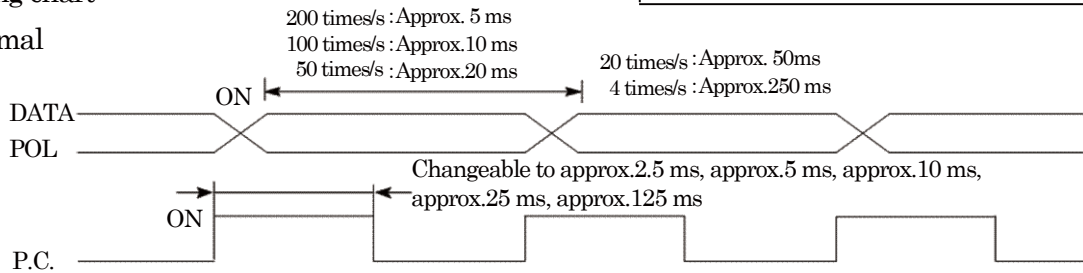 200 times/s : Approx. 5 ms
100 times/s : Approx.10 ms
mal
50 times/s : Approx.20 ms
20 times/s : Approx. 50ms
4 times/s : Approx.250 ms
ON
DATA
POL
Changeable to approx.2.5 ms, approx.5 ms, approx.10 ms,
approx.25 ms, approx.125 ms
ON
P.C.